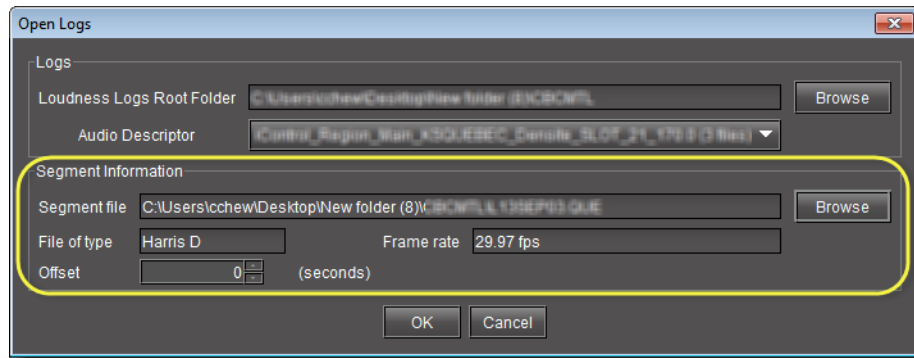 Open Logs
Logs
Loudness Logs Root Folder Browse
Audio Descriptor
Segment Information
Segment file C:\Users\cchew\Desktop\New folder (8)\ Browse
File of type Harris D Frame rate 29.97 fps
Offset 0 (seconds)
OK Cancel